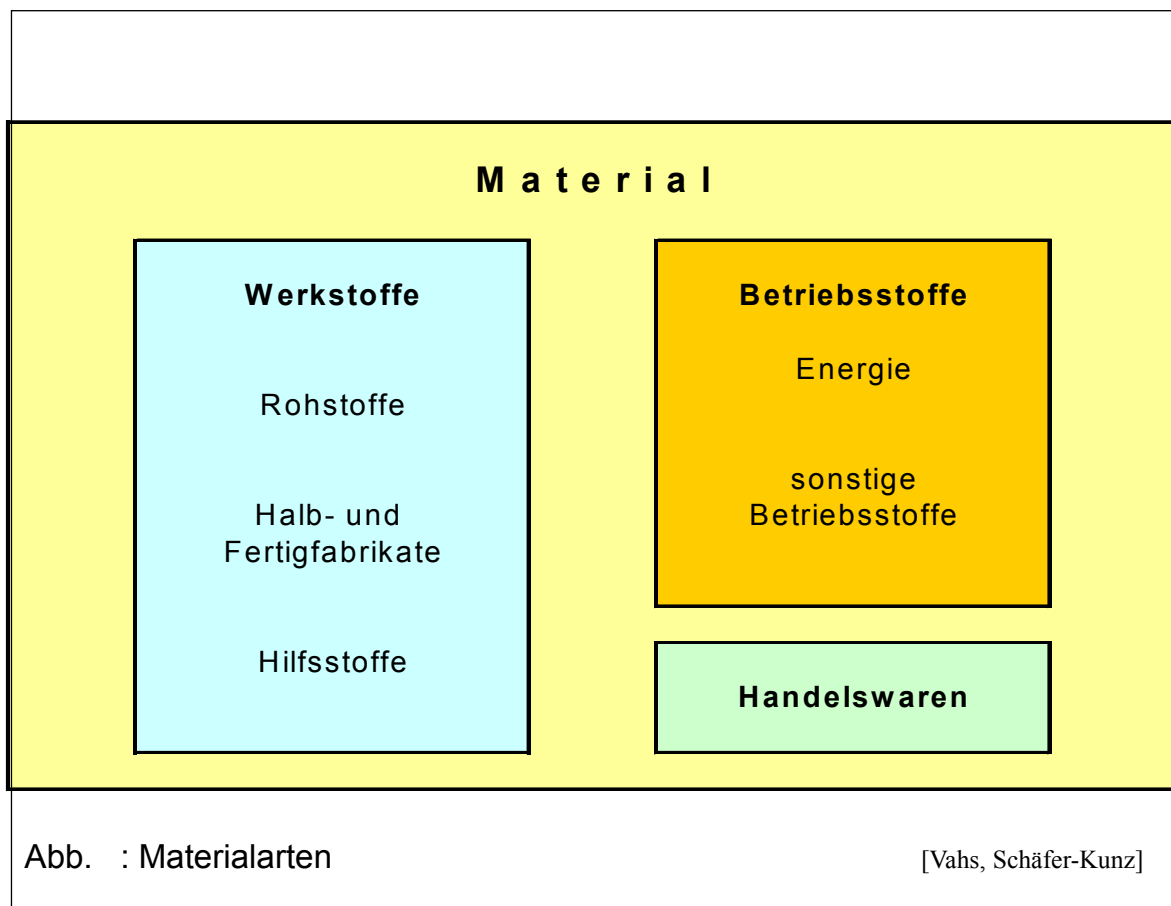 Material
Werkstoffe
Rohstoffe
Halb- und
Fertigfabrikate
Hilfsstoffe
Betriebsstoffe
Energie
sonstige
Betriebsstoffe
Handelswaren
Abb. : Materialarten
[Vahs, Schäfer-Kunz]